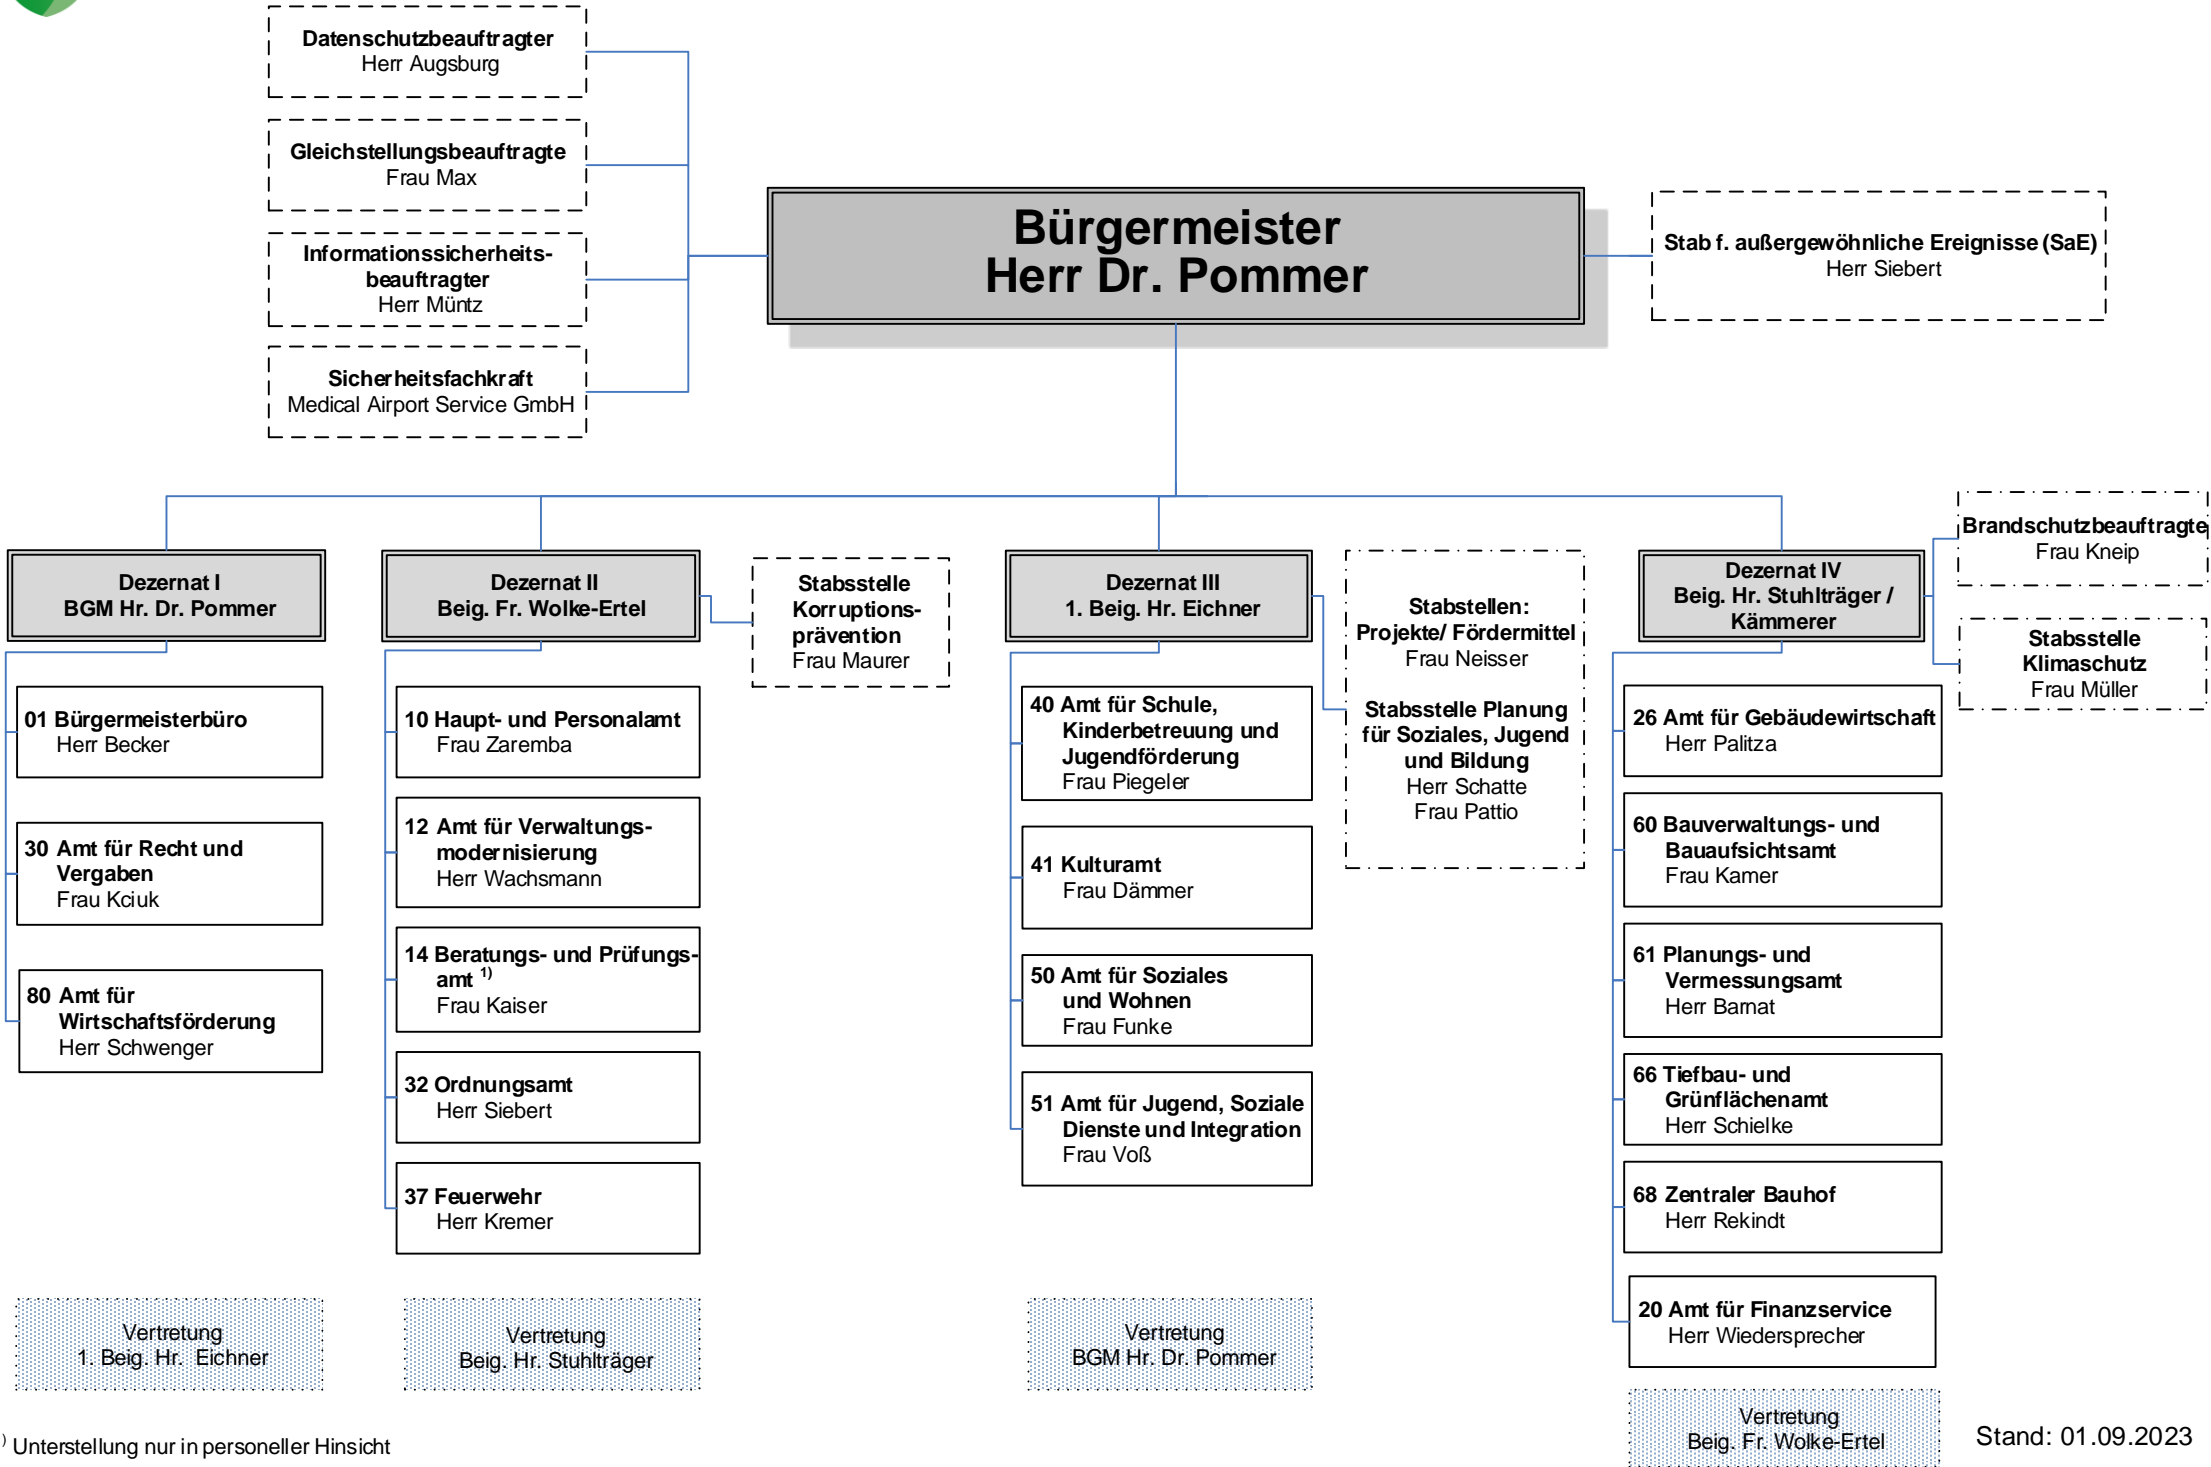 Datenschutzbeauftragter
Herr Augsburg
Gleichstellungsbeauftragte
Frau Max
Informationssicherheits-
beauftragter
Herr Müntz
Sicherheitsfachkraft
Medical Airport Service GmbH
Bürgermeister
Herr Dr. Pommer
Stab f. außergewöhnliche Ereignisse (SaE)
Herr Siebert
Dezernat I
BGM Hr. Dr. Pommer
01 Bürgermeisterbüro
Herr Becker
30 Amt für Recht und
Vergaben
Frau Kciuk
80 Amt für
Wirtschaftsförderung
Herr Schwenger
Vertretung
1. Beig. Hr. Eichner
Dezernat II
Beig. Fr. Wolke-Ertel
Stabsstelle
Korruptions-
prävention
Frau Maurer
10 Haupt- und Personalamt
Frau Zaremba
12 Amt für Verwaltungs-
modernisierung
Herr Wachsmann
14 Beratungs- und Prüfungs-
amt 1)
Frau Kaiser
32 Ordnungsamt
Herr Siebert
37 Feuerwehr
Herr Kremer
Vertretung
Beig. Hr. Stuhlträger
Dezernat III
1. Beig. Hr. Eichner
Stabstellen:
Projekte/ Fördermittel
Frau Neisser
Stabsstelle Planung
für Soziales, Jugend
und Bildung
Herr Schatte
Frau Pattio
40 Amt für Schule,
Kinderbetreuung und
Jugendförderung
Frau Piegeler
41 Kulturamt
Frau Dämmer
50 Amt für Soziales
und Wohnen
Frau Funke
51 Amt für Jugend, Soziale
Dienste und Integration
Frau Voß
Vertretung
BGM Hr. Dr. Pommer
Dezernat IV
Beig. Hr. Stuhlträger /
Kämmerer
Brandschutzbeauftragte
Frau Kneip
Stabsstelle
Klimaschutz
Frau Müller
26 Amt für Gebäudewirtschaft
Herr Palitza
60 Bauverwaltungs- und
Bauaufsichtsamt
Frau Kamer
61 Planungs- und
Vermessungsamt
Herr Barnat
66 Tiefbau- und
Grünflächenamt
Herr Schielke
68 Zentraler Bauhof
Herr Rekindt
20 Amt für Finanzservice
Herr Wiedersprecher
Vertretung
Beig. Fr. Wolke-Ertel
) Unterstellung nur in personeller Hinsicht
Stand: 01.09.2023